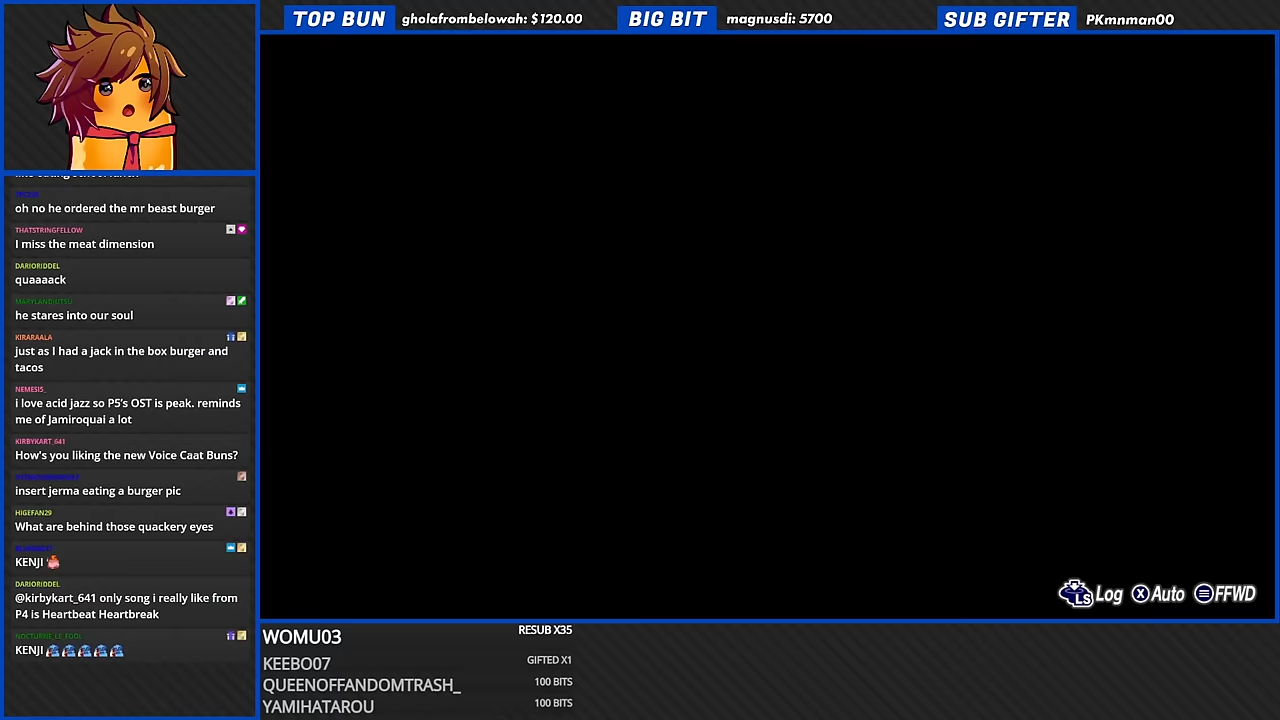 TOP BUN
gholafrombelowah: $120.00
BIG BIT
magnusdi: 5700
SUB GIFTER
PKmnman00
oh no he ordered the mr beast burger
THATSTRINGFELLOW
I miss the meat dimension
DARIORIDDEL
quaaaack
he stares into our soul
KIRARAALA
just as I had a jack in the box burger and
tacos
NEMESIS_
i love acid jazz so P5's OST is peak. reminds
me of Jamiroquai a lot
KIRBYKART_641
How's you liking the new Voice Caat Buns?
insert jerma eating a burger pic
HIGEFAN29
What are behind those quackery eyes
KENJI
DARIORIDDEL
@kirbykart_641 only song i really like from
P4 is Heartbeat Heartbreak
NOCTURNE_LE_FOOL
KENJI
LS Log X Auto FFWD
WOMU03 RESUB X35
KEEBO07 GIFTED X1
QUEENOFFANDOMTRASH_ 100 BITS
YAMIHATAROU 100 BITS